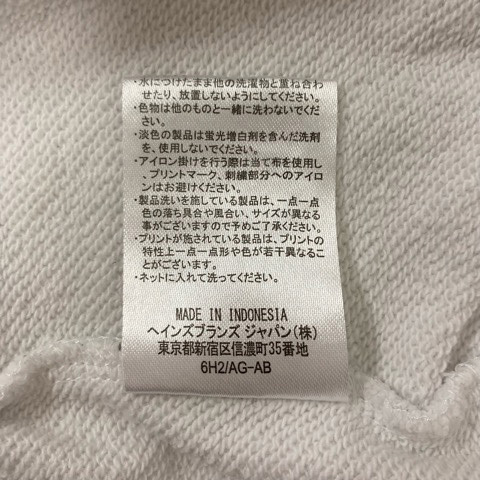 ・水につけたまま他の洗濯物と重ね合わ
せたり、放置しないようにしてください。
・色物は他のものと一緒に洗わないでくだ
さい。
・淡色の製品は蛍光増白剤を含んだ洗剤
を、使用しないでください。
・アイロン掛けを行う際は当て布を使用し
、プリントマーク、刺繍部分へのアイロ
ンはお避けください。
・製品洗いを施している製品は、一点一点
色の落ち具合や風合い、サイズが異なる
事がございますので予めご了承ください。
・プリントが施されている製品は、プリントの
特性上一点一点形や色が若干異なるこ
とがございます。
・ネットに入れて洗ってください。
MADE IN INDONESIA
ヘインズブランズ ジャパン(株)
東京都新宿区信濃町35番地
6H2/AG-AB